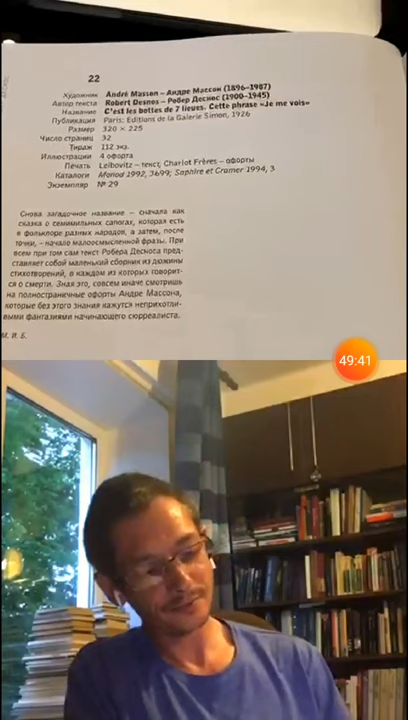 22
Художник André Masson – Андре Массон (1896–1987)
Автор текста Robert Desnos – Робер Деснос (1900–1945)
Название C'est les bottes de 7 lieues. Cette phrase «Je me vois»
Публикация Paris: Editions de la Galerie Simon, 1926
Размер 320 × 225
Число страниц 32
Тираж 112 экз.
Иллюстрации 4 офорта
Печать Leibovitz – текст; Charlot Frères – офорты
Каталоги Monod 1992, 3699; Saphire et Cramer 1994, 3
Экземпляр № 29
Снова загадочное название – сначала как
сказка о семимильных сапогах, которая есть
в фольклоре разных народов, а затем, после
точки, – начало малоосмысленной фразы. При
всем при том сам текст Робера Десноса пред-
ставляет собой маленький сборник из дюжины
стихотворений, в каждом из которых говорит-
ся о смерти. Зная это, совсем иначе смотришь
на полностраничные офорты Андре Массона,
которые без этого знания кажутся неприхотли-
выми фантазиями начинающего сюрреалиста.
М. И. Б.
49:41